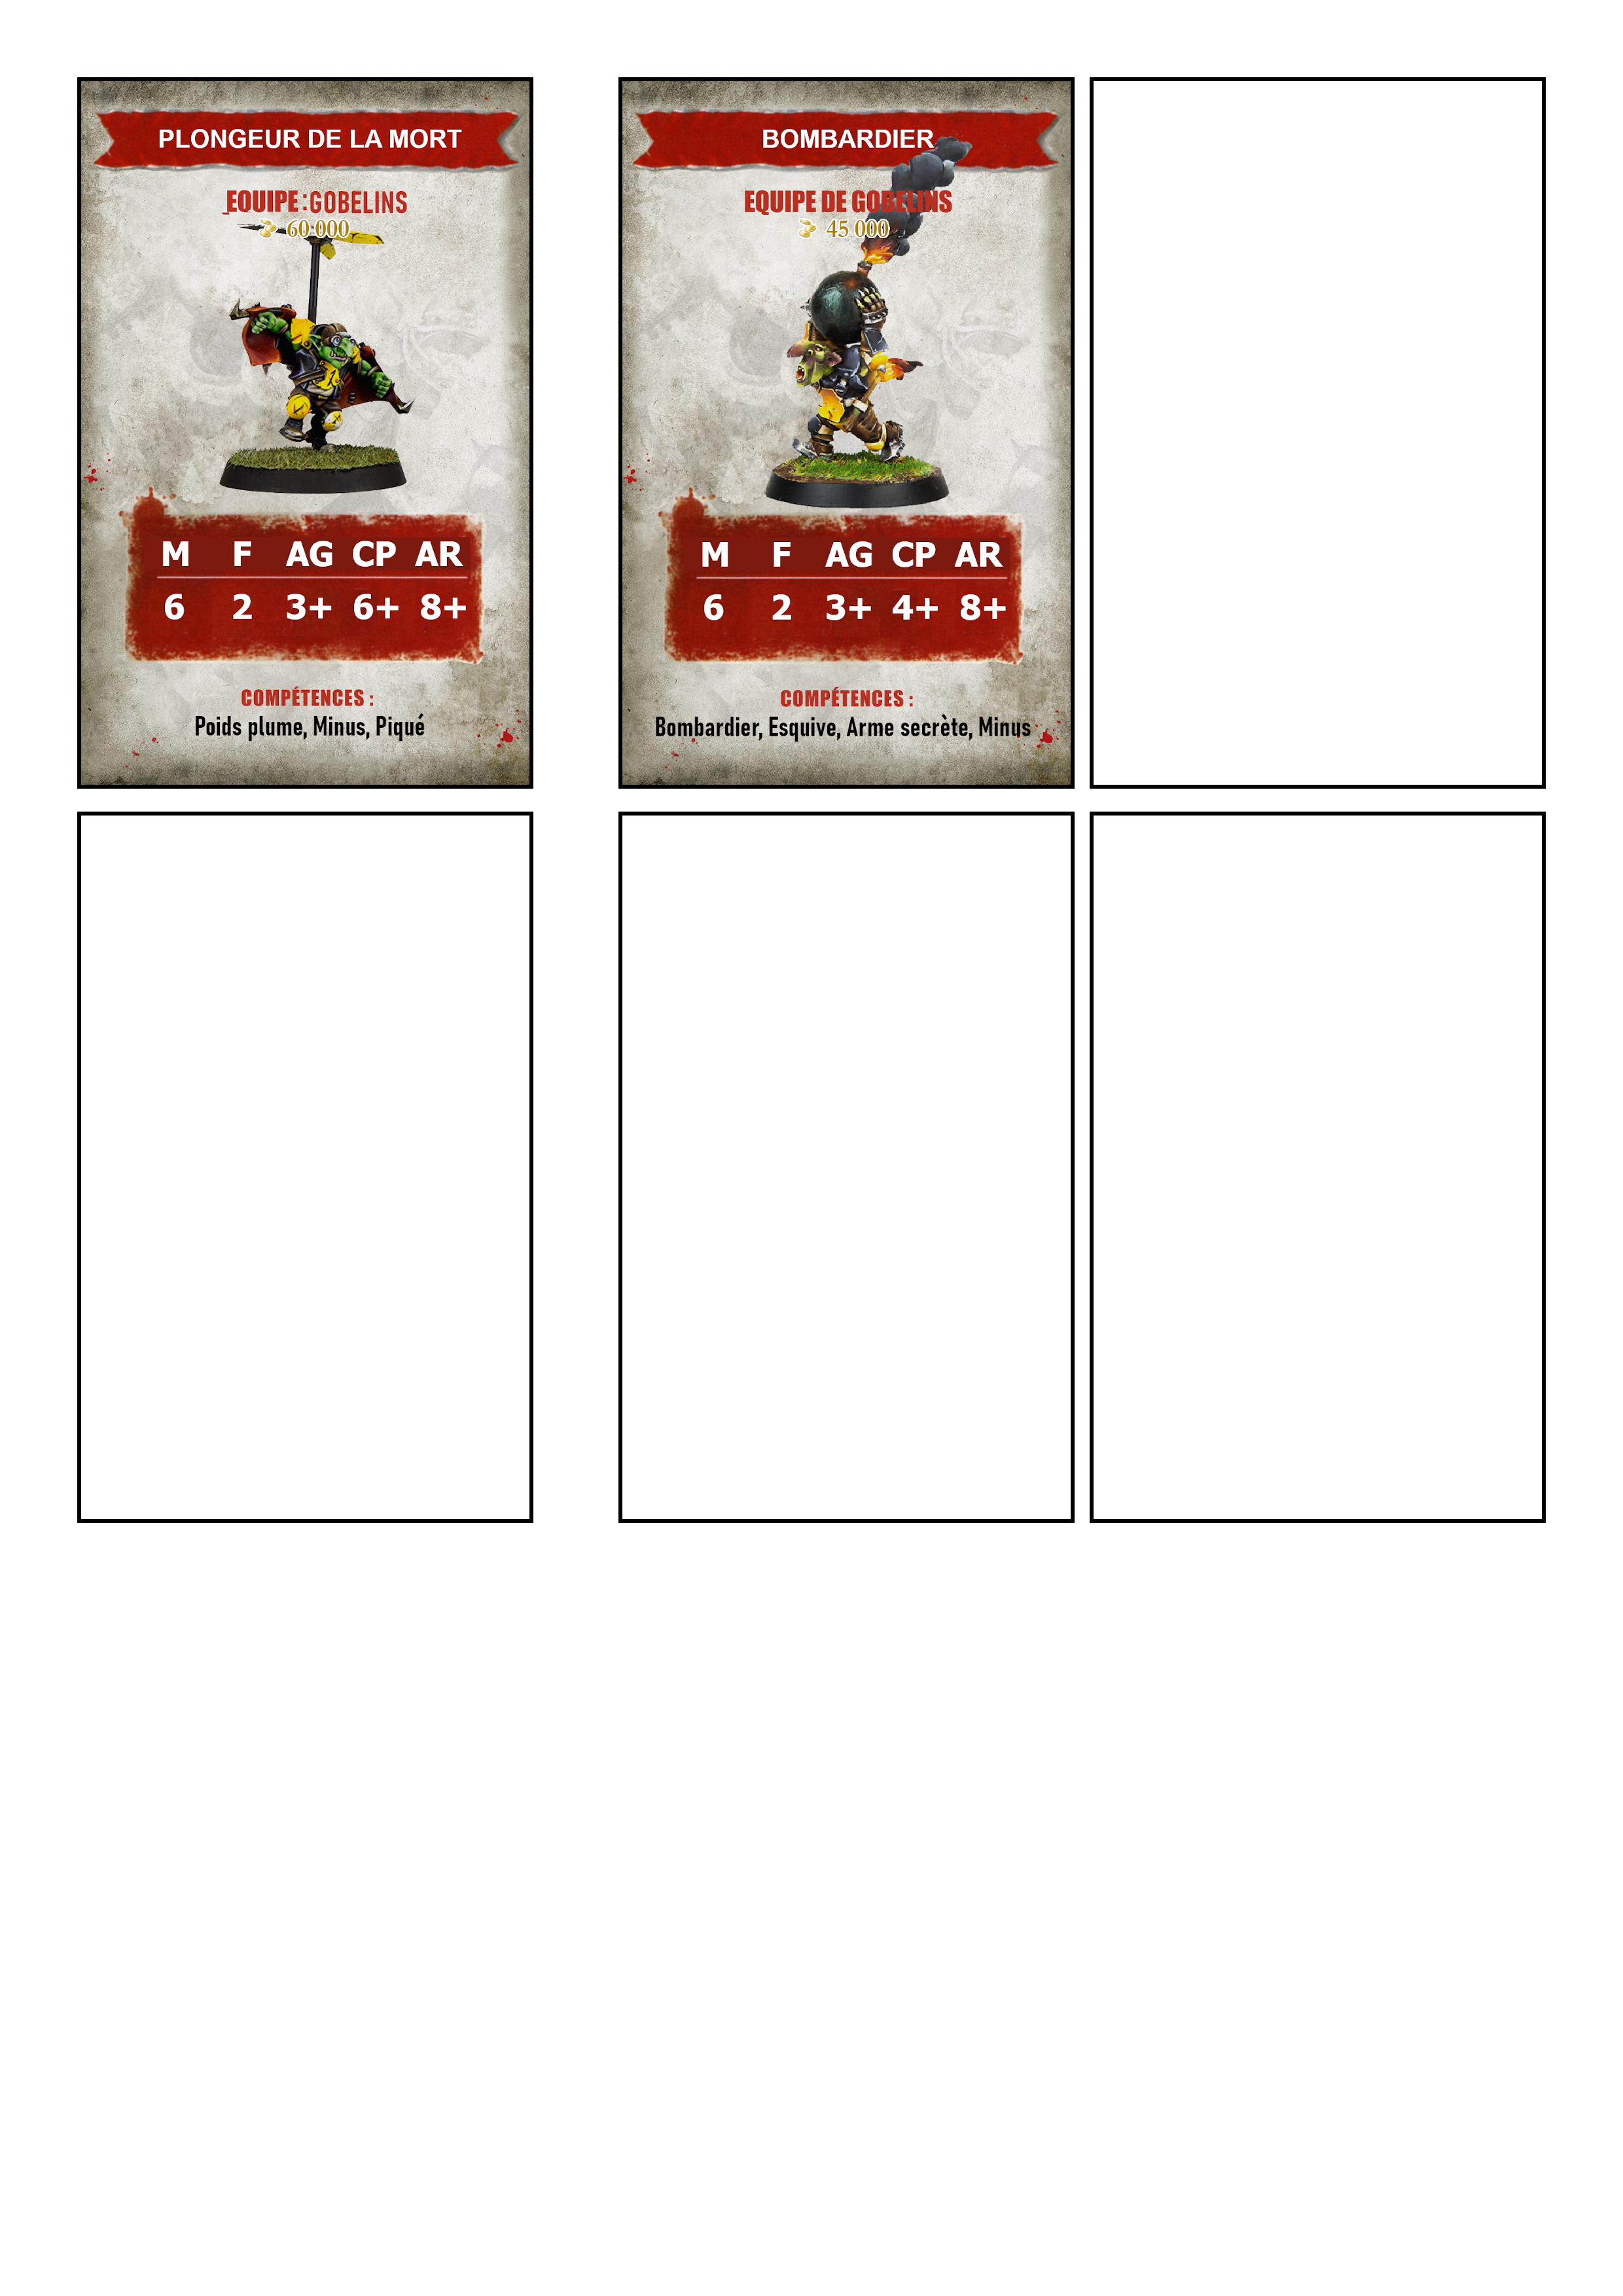 PLONGEUR DE LA MORT
EQUIPE : GOBELINS
60 000
M F AG CP AR
6 2 3+ 6+ 8+
COMPÉTENCES :
Poids plume, Minus, Piqué
BOMBARDIER
EQUIPE DE GOBELINS
45 000
M F AG CP AR
6 2 3+ 4+ 8+
COMPÉTENCES :
Bombardier, Esquive, Arme secrète, Minus